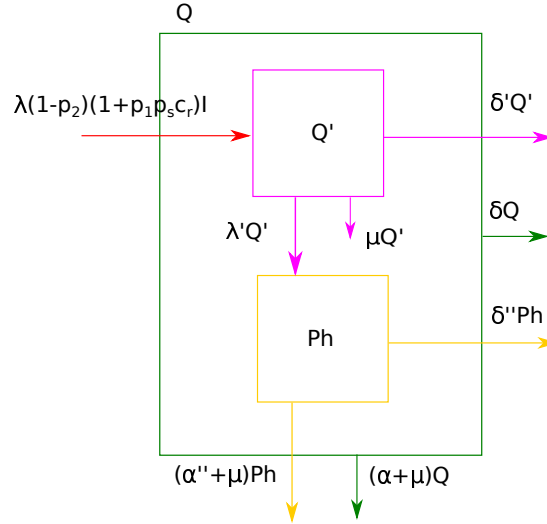 Q
λ(1-p₂)(1+p₁pₛcᵣ)I
δ'Q'
Q'
δQ
λ'Q'
μQ'
δ''Ph
Ph
(α''+μ)Ph
(α+μ)Q